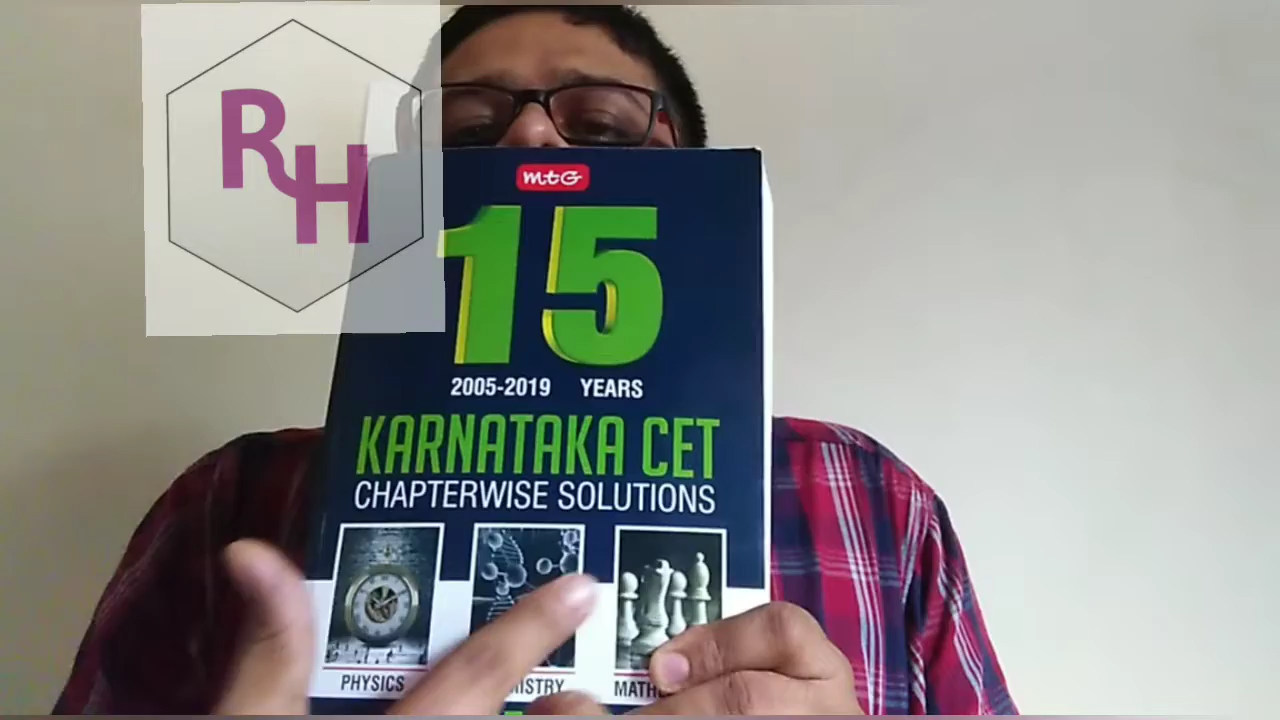 RH
mtG
15
2005-2019 YEARS
KARNATAKA CET
CHAPTERWISE SOLUTIONS
PHYSICS